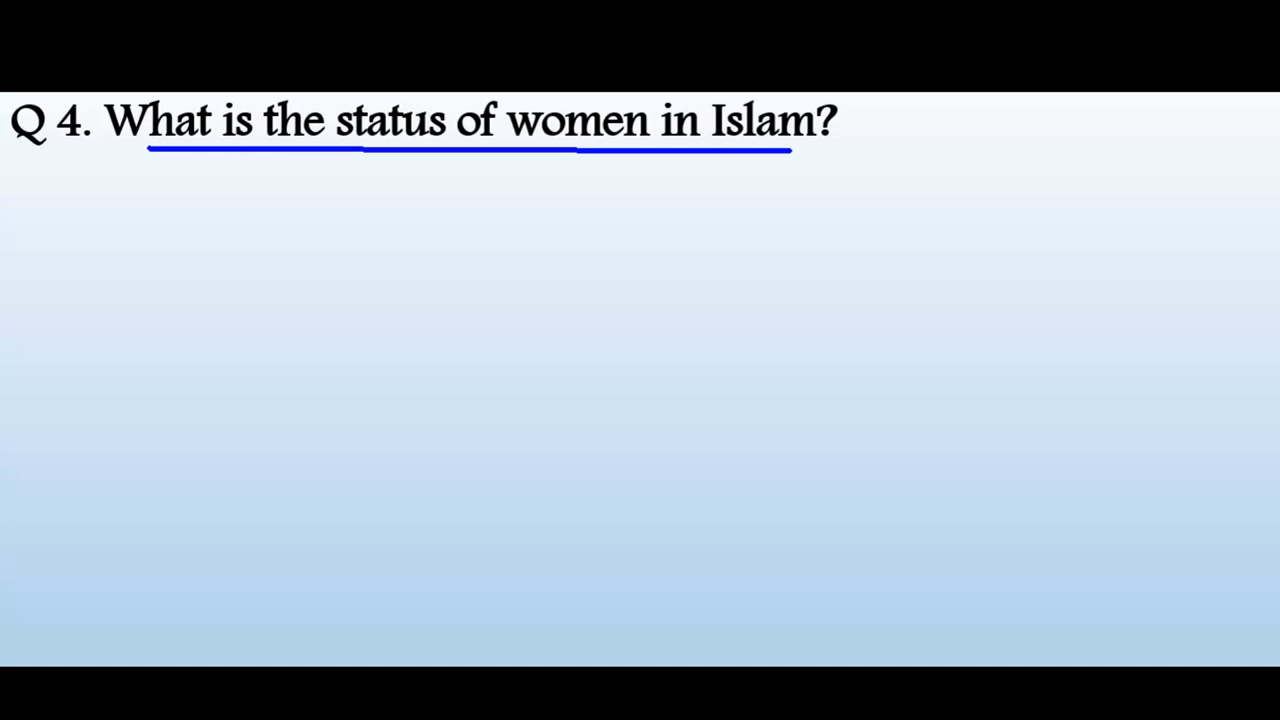 Q 4. What is the status of women in Islam?